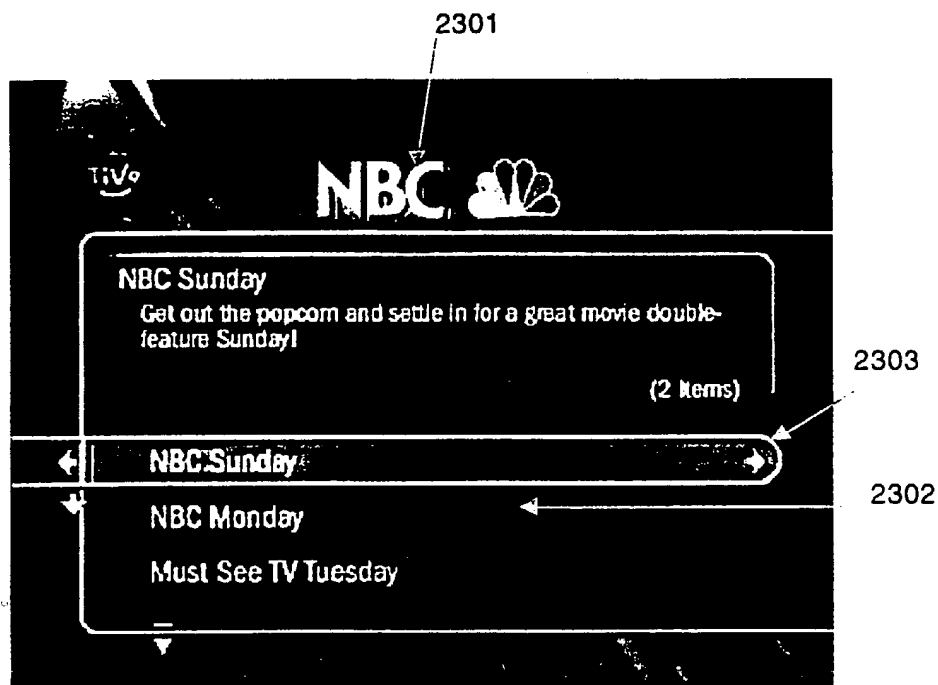 2301
TiVo
NBC
NBC Sunday
Get out the popcorn and settle in for a great movie double-
feature Sunday!
(2 Items)
2303
NBC Sunday
2302
NBC Monday
Must See TV Tuesday